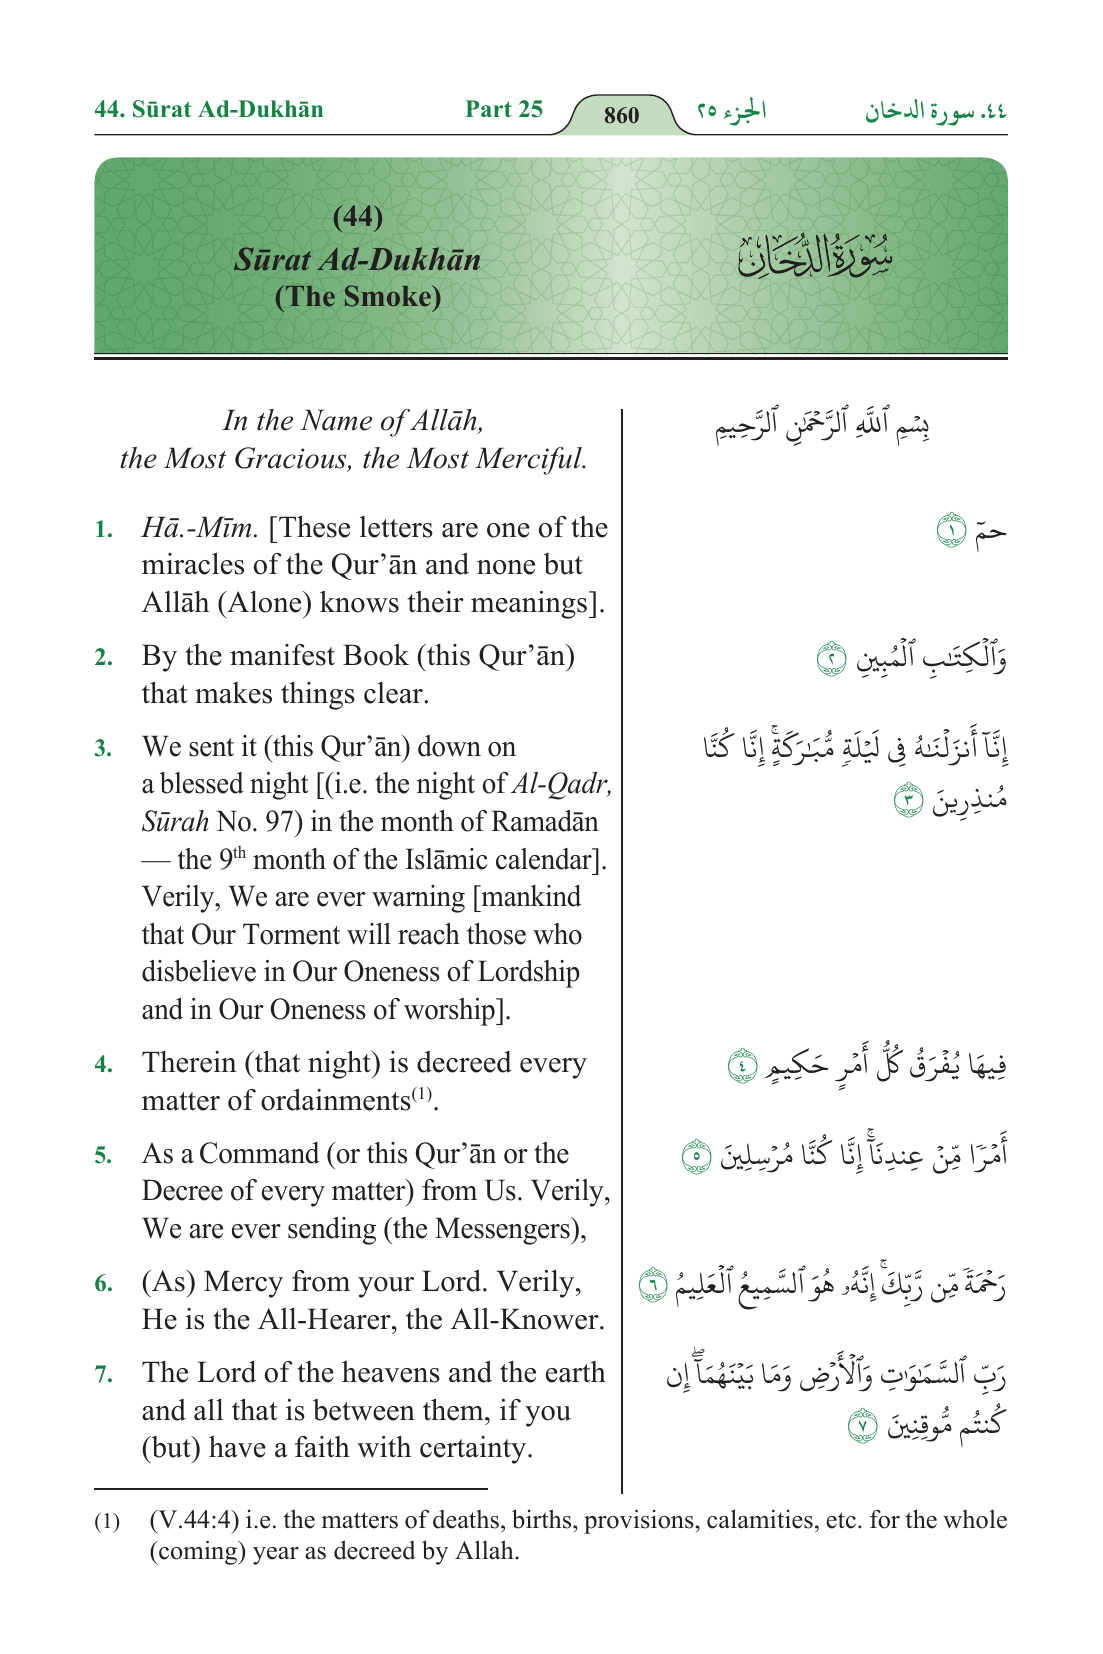 44. Sūrat Ad-Dukhān Part 25 860 الجزء ٢٥ ٤٤. سورة الدخان
(44)
Sūrat Ad-Dukhān
(The Smoke)
سُورَةُ الدُّخَانِ
In the Name of Allāh,
the Most Gracious, the Most Merciful.
1. Hā.-Mīm. [These letters are one of the
miracles of the Qur’ān and none but
Allāh (Alone) knows their meanings].
2. By the manifest Book (this Qur’ān)
that makes things clear.
3. We sent it (this Qur’ān) down on
a blessed night [(i.e. the night of Al-Qadr,
Sūrah No. 97) in the month of Ramadān
— the 9th month of the Islāmic calendar].
Verily, We are ever warning [mankind
that Our Torment will reach those who
disbelieve in Our Oneness of Lordship
and in Our Oneness of worship].
4. Therein (that night) is decreed every
matter of ordainments(1).
5. As a Command (or this Qur’ān or the
Decree of every matter) from Us. Verily,
We are ever sending (the Messengers),
6. (As) Mercy from your Lord. Verily,
He is the All-Hearer, the All-Knower.
7. The Lord of the heavens and the earth
and all that is between them, if you
(but) have a faith with certainty.
بِسْمِ ٱللَّهِ ٱلرَّحْمَٰنِ ٱلرَّحِيمِ
حمٓ ١
وَٱلْكِتَٰبِ ٱلْمُبِينِ ٢
إِنَّآ أَنزَلْنَٰهُ فِى لَيْلَةٍ مُّبَٰرَكَةٍ ۚ إِنَّا كُنَّا
مُنذِرِينَ ٣
فِيهَا يُفْرَقُ كُلُّ أَمْرٍ حَكِيمٍ ٤
أَمْرًا مِّنْ عِندِنَآ ۚ إِنَّا كُنَّا مُرْسِلِينَ ٥
رَحْمَةً مِّن رَّبِّكَ ۚ إِنَّهُۥ هُوَ ٱلسَّمِيعُ ٱلْعَلِيمُ ٦
رَبِّ ٱلسَّمَٰوَٰتِ وَٱلْأَرْضِ وَمَا بَيْنَهُمَآ ۖ إِن
كُنتُم مُّوقِنِينَ ٧
(1) (V.44:4) i.e. the matters of deaths, births, provisions, calamities, etc. for the whole
(coming) year as decreed by Allah.